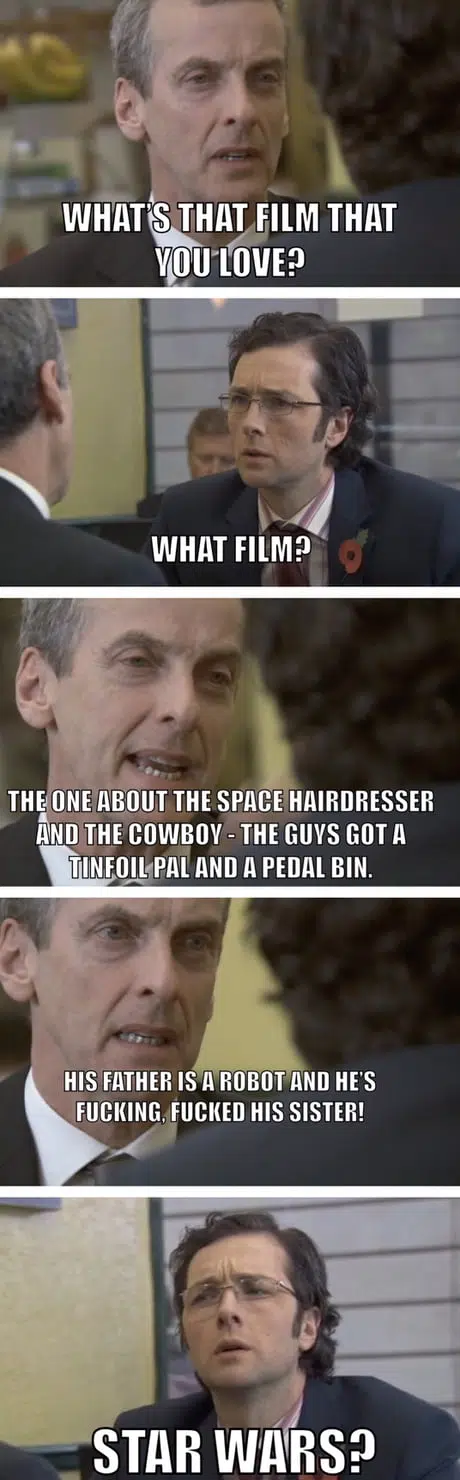 WHAT'S THAT FILM THAT
YOU LOVE?
WHAT FILM?
THE ONE ABOUT THE SPACE HAIRDRESSER
AND THE COWBOY - THE GUYS GOT A
TINFOIL PAL AND A PEDAL BIN.
HIS FATHER IS A ROBOT AND HE'S
FUCKING, FUCKED HIS SISTER!
STAR WARS?